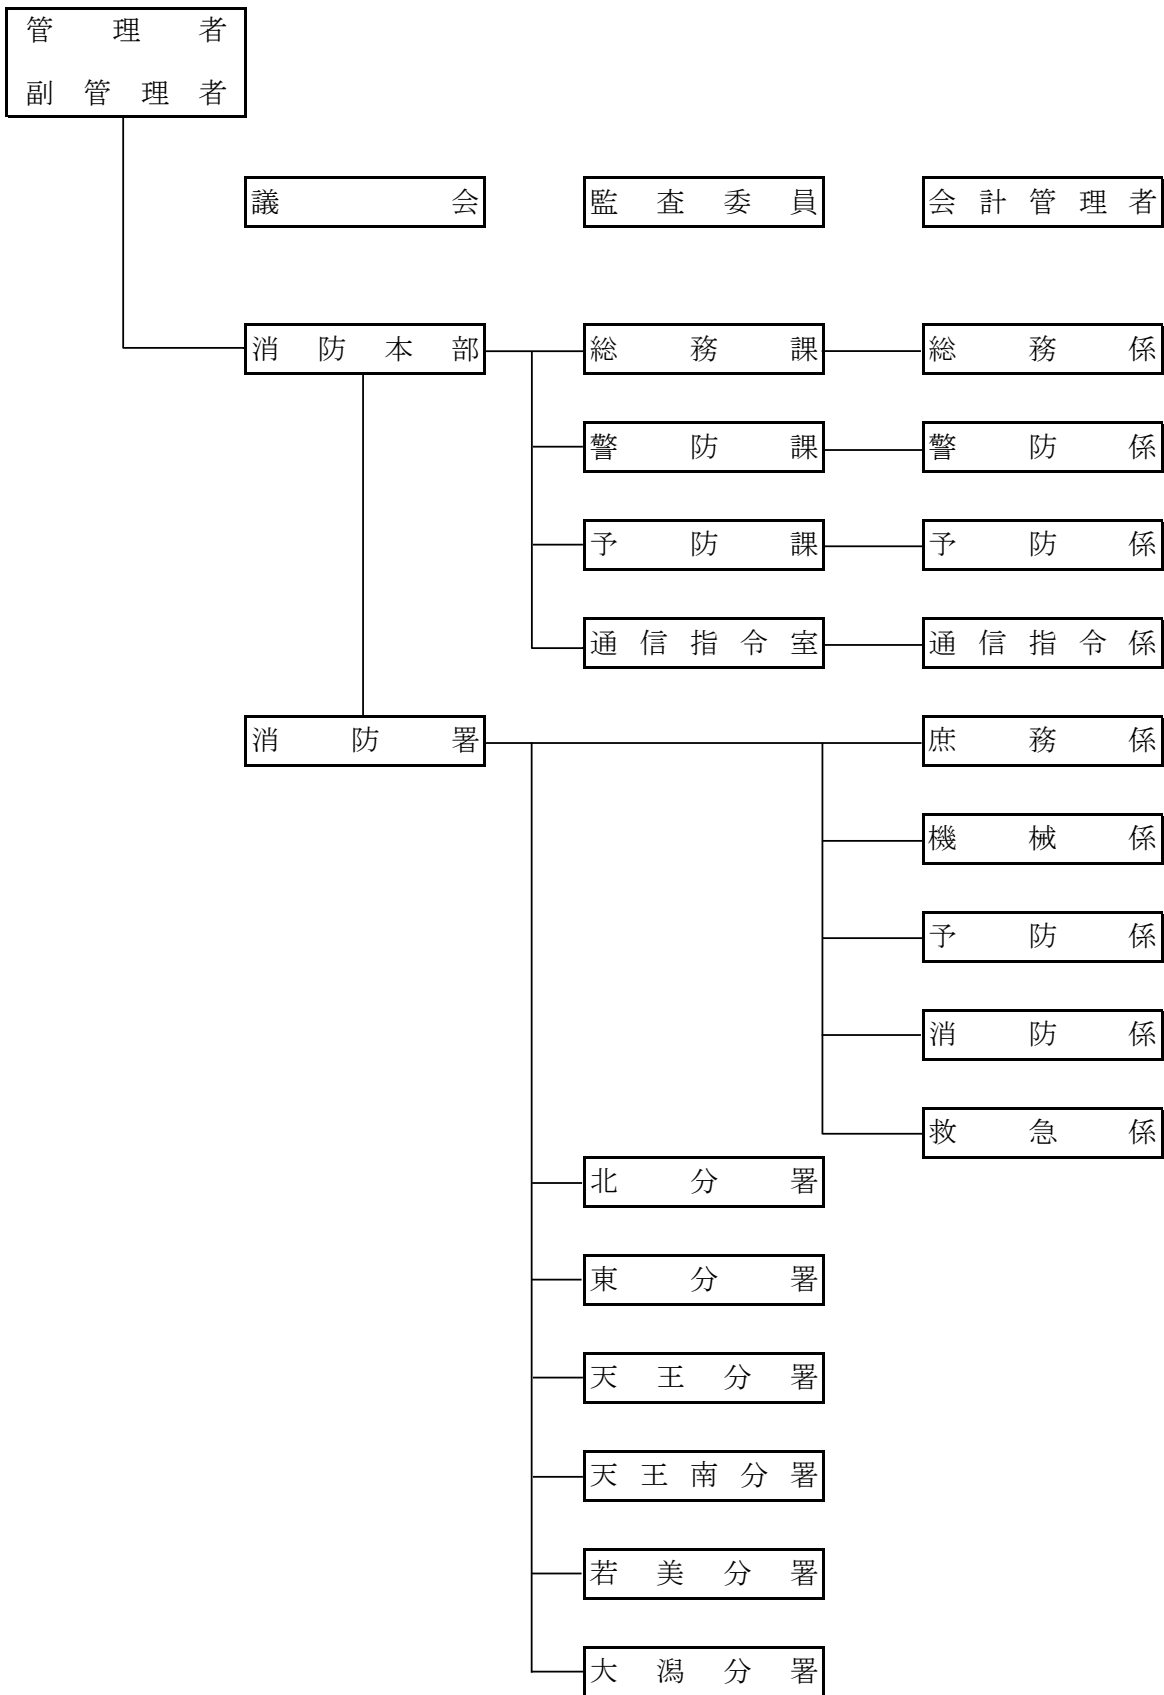 管理者
副管理者
議会 監査委員 会計管理者
消防本部 総務課 総務係
警防課 警防係
予防課 予防係
通信指令室 通信指令係
消防署 庶務係
機械係
予防係
消防係
救急係
北分署
東分署
天王分署
天王南分署
若美分署
大潟分署